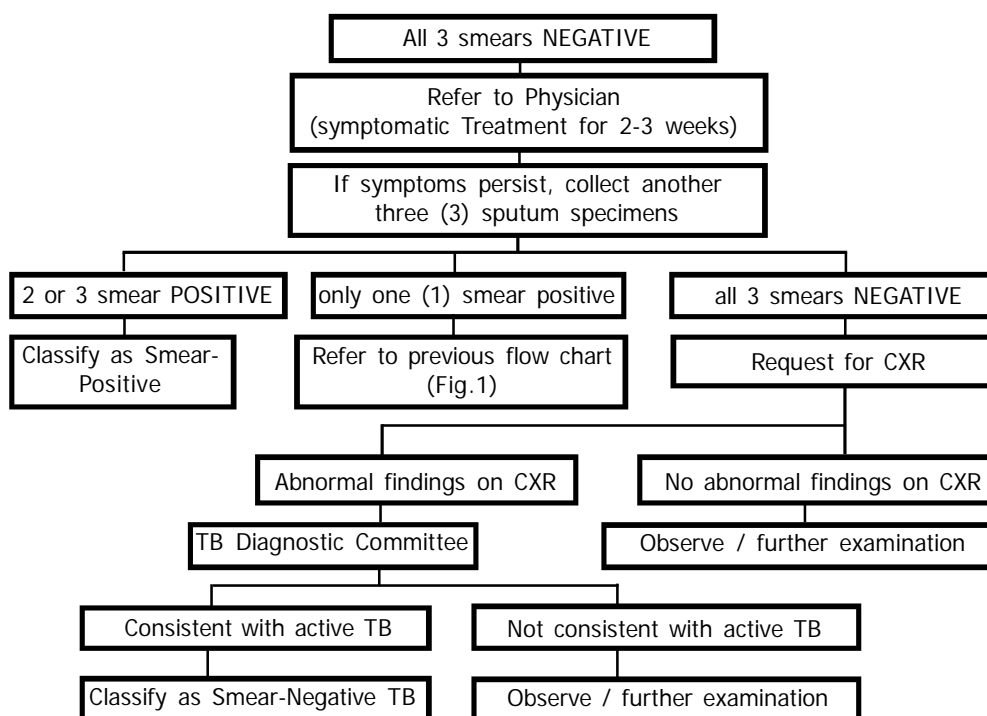 All 3 smears NEGATIVE
Refer to Physician
(symptomatic Treatment for 2-3 weeks)
If symptoms persist, collect another
three (3) sputum specimens
2 or 3 smear POSITIVE
only one (1) smear positive
all 3 smears NEGATIVE
Classify as Smear-
Positive
Refer to previous flow chart
(Fig.1)
Request for CXR
Abnormal findings on CXR
No abnormal findings on CXR
TB Diagnostic Committee
Observe / further examination
Consistent with active TB
Not consistent with active TB
Classify as Smear-Negative TB
Observe / further examination